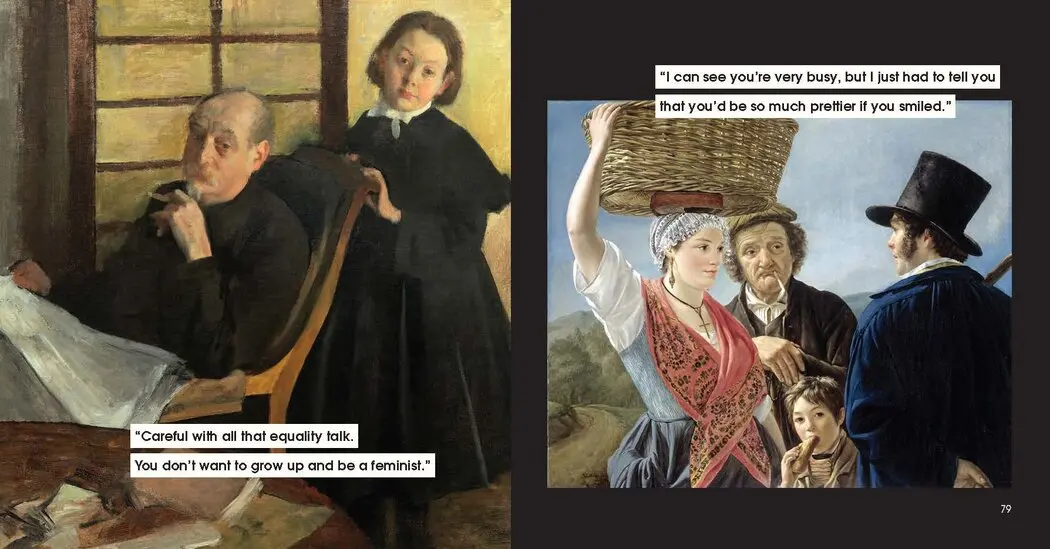 “Careful with all that equality talk.
You don’t want to grow up and be a feminist.”
“I can see you’re very busy, but I just had to tell you
that you’d be so much prettier if you smiled.”
79